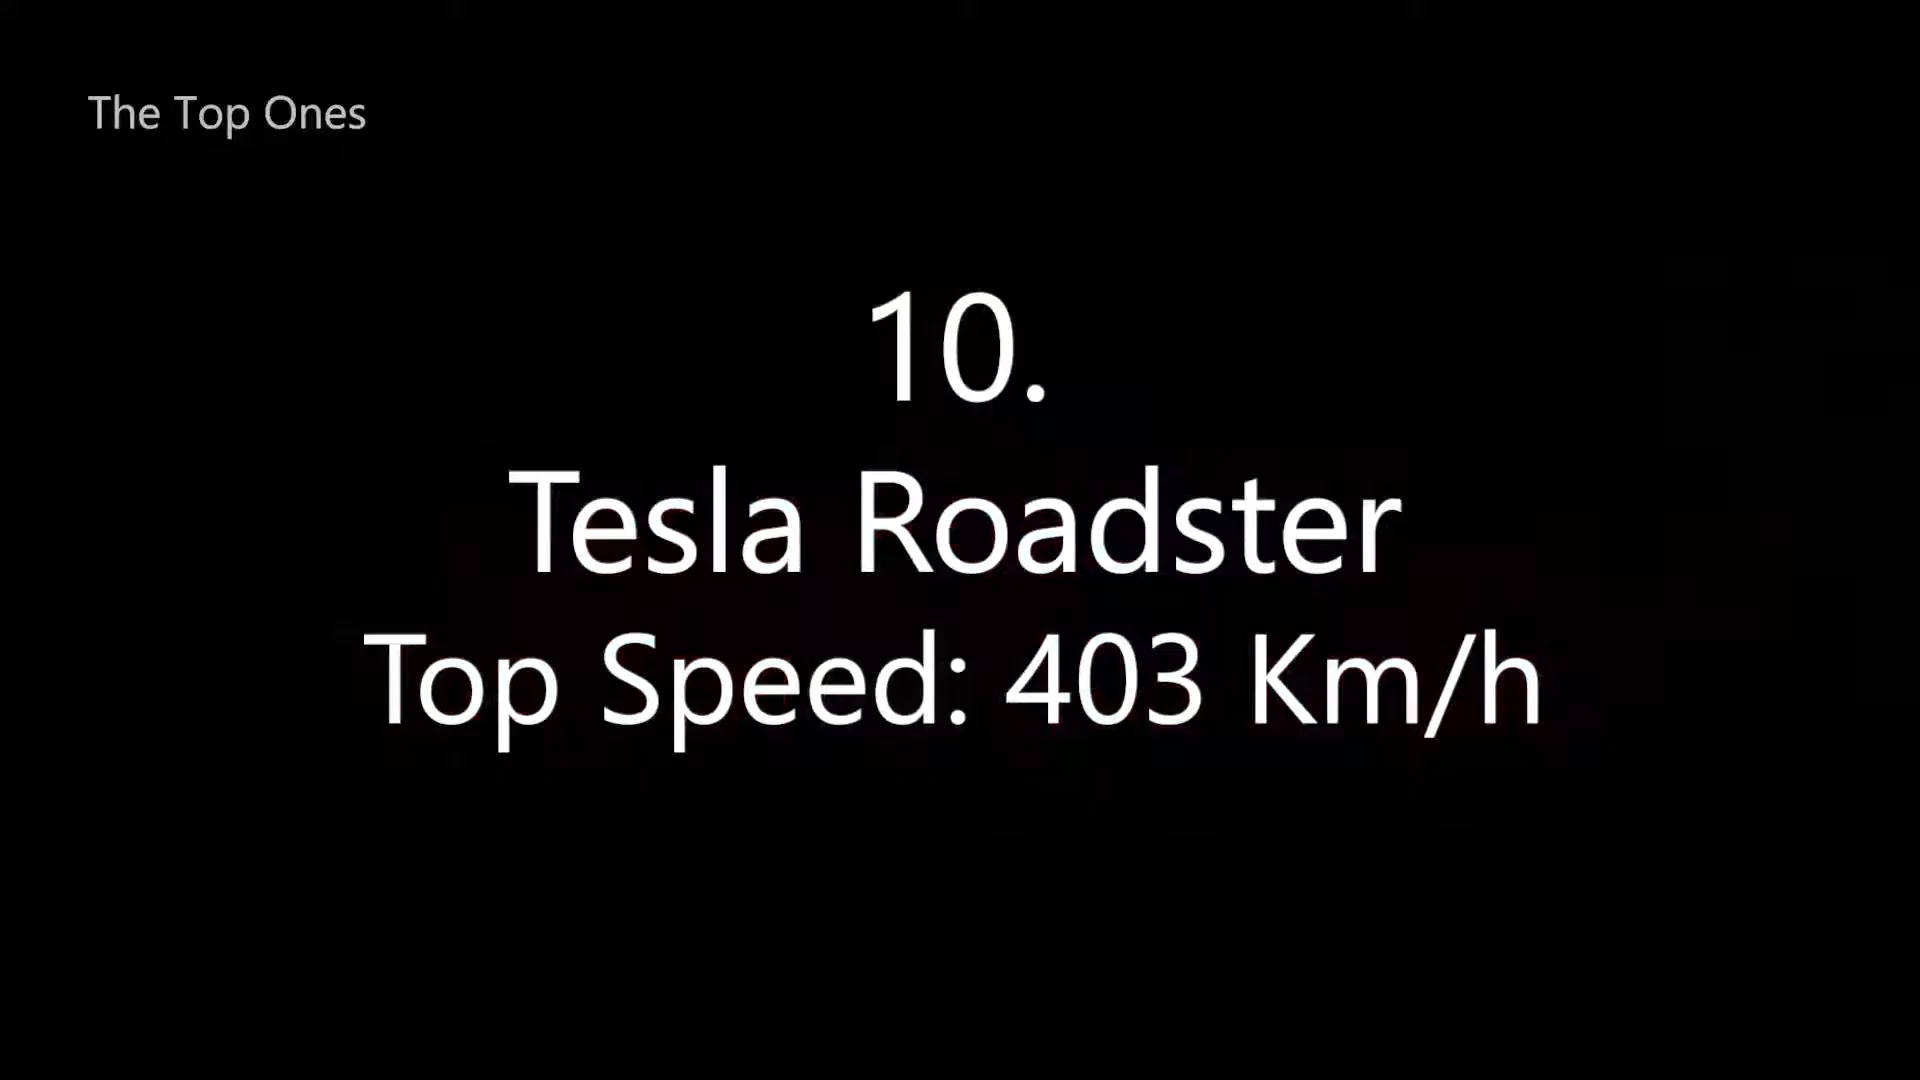 The Top Ones
10.
Tesla Roadster
Top Speed: 403 Km/h